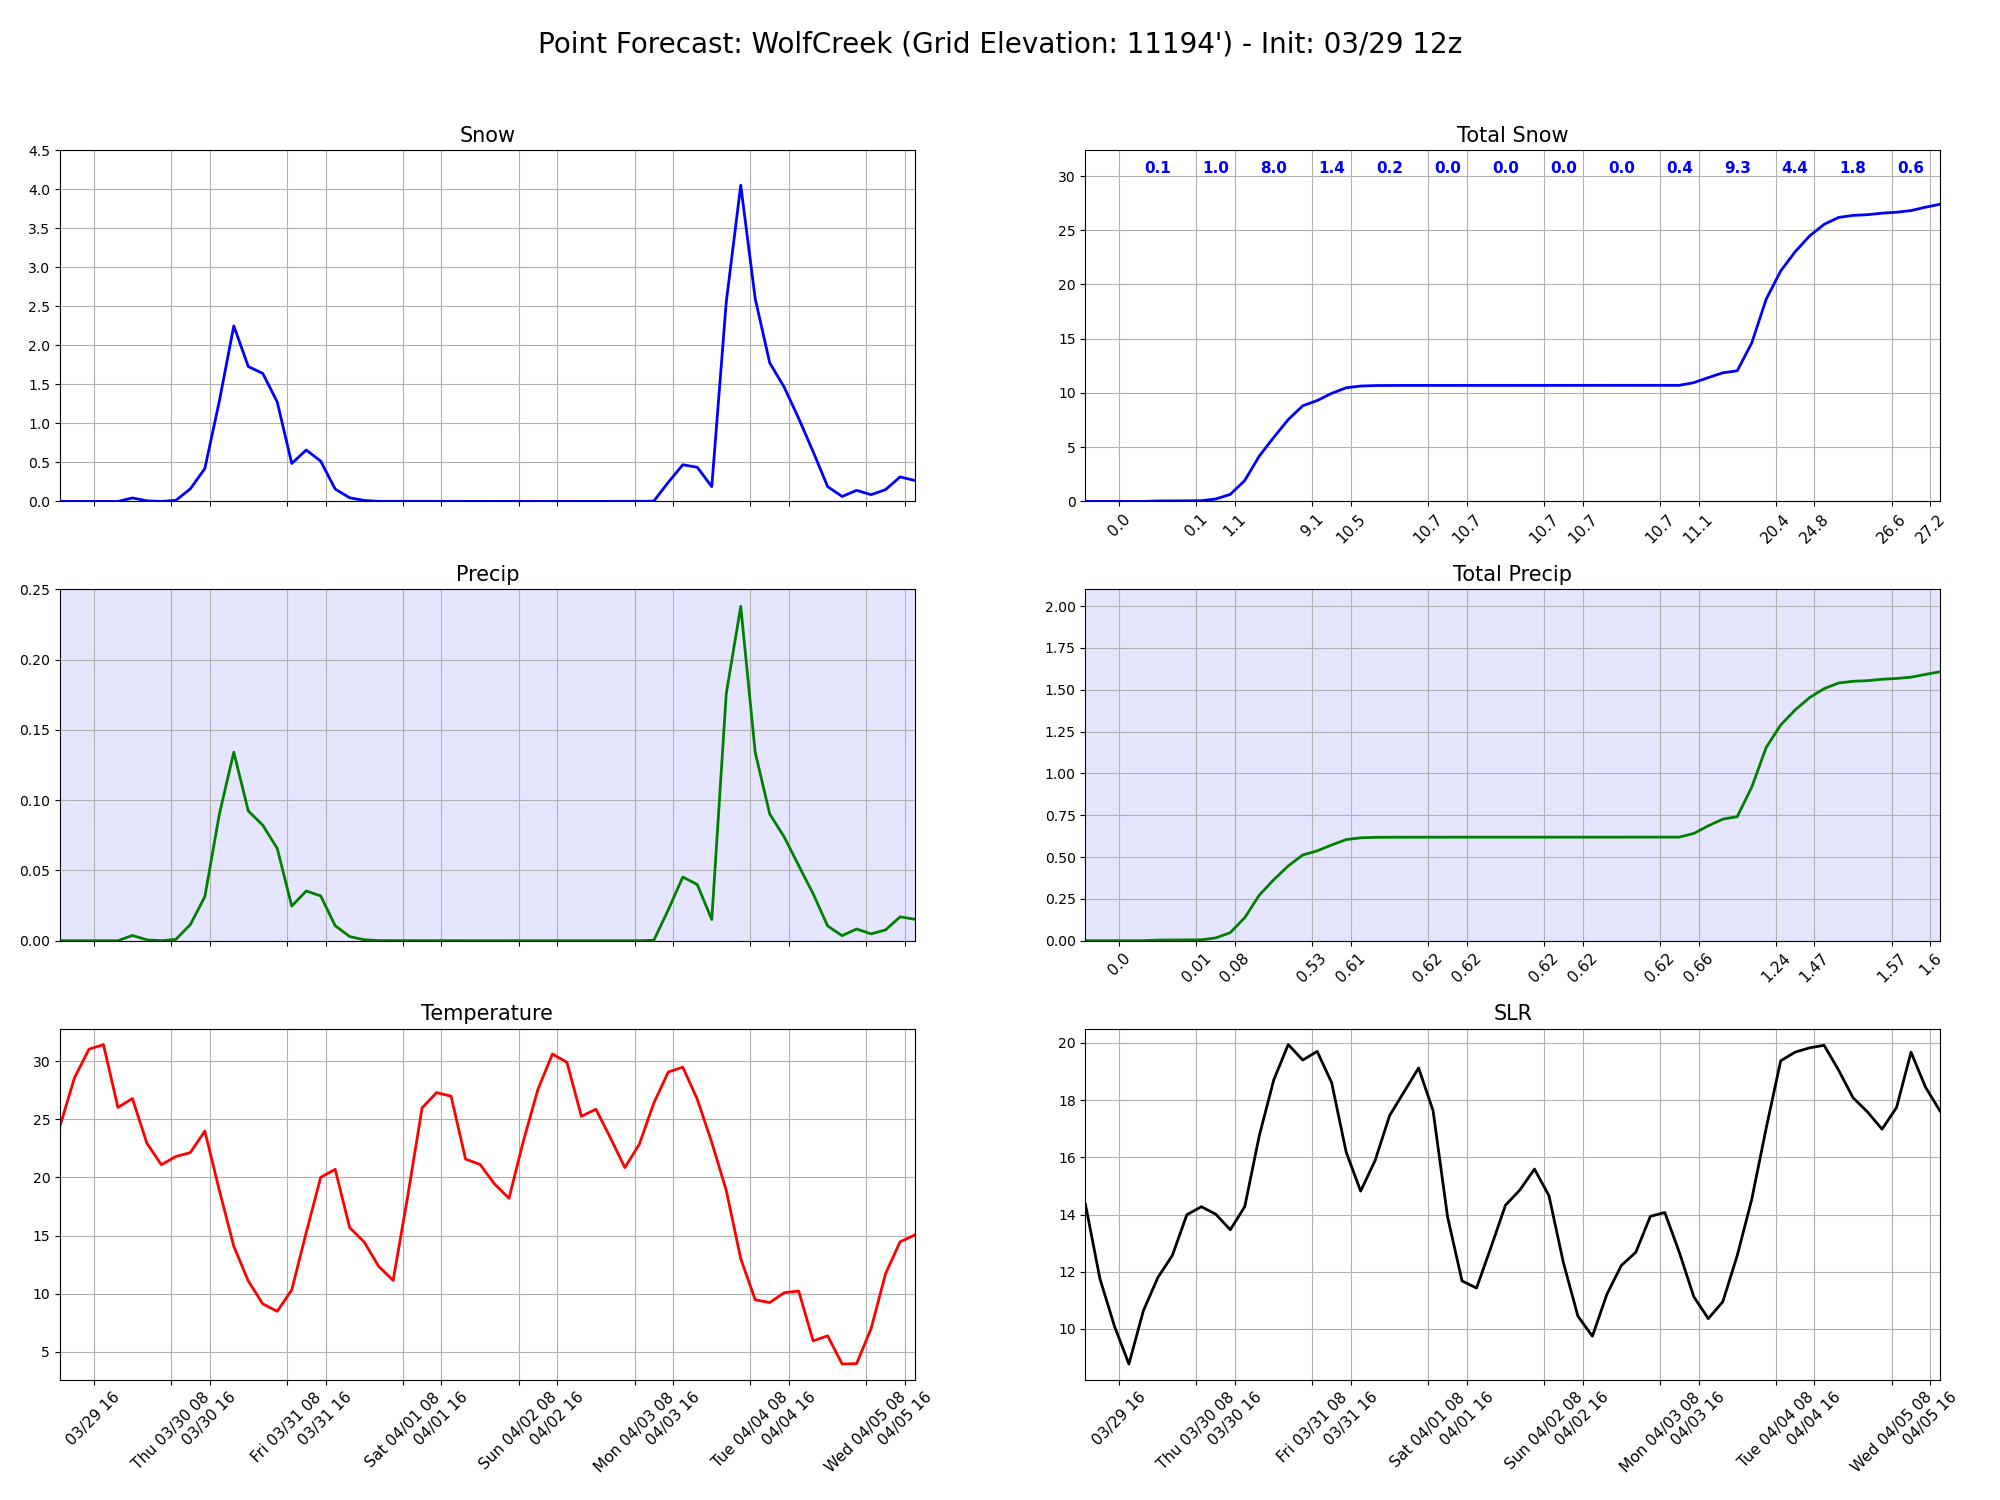 Point Forecast: WolfCreek (Grid Elevation: 11194') - Init: 03/29 12z
Snow
4.5
4.0
3.5
3.0
2.5
2.0
1.5
1.0
0.5
0.0
Total Snow
0.1 1.0 8.0 1.4 0.2 0.0 0.0 0.0 0.0 0.4 9.3 4.4 1.8 0.6
30
25
20
15
10
5
0
0.0 0.1 1.1 9.1 10.5 10.7 10.7 10.7 10.7 10.7 11.1 20.4 24.8 26.6 27.2
Precip
0.25
0.20
0.15
0.10
0.05
0.00
Total Precip
2.00
1.75
1.50
1.25
1.00
0.75
0.50
0.25
0.00
0.0 0.01 0.08 0.53 0.61 0.62 0.62 0.62 0.62 0.62 0.66 1.24 1.47 1.57 1.6
Temperature
30
25
20
15
10
5
03/29 16
Thu 03/30 08
03/30 16
Fri 03/31 08
03/31 16
Sat 04/01 08
04/01 16
Sun 04/02 08
04/02 16
Mon 04/03 08
04/03 16
Tue 04/04 08
04/04 16
Wed 04/05 08
04/05 16
SLR
20
18
16
14
12
10
03/29 16
Thu 03/30 08
03/30 16
Fri 03/31 08
03/31 16
Sat 04/01 08
04/01 16
Sun 04/02 08
04/02 16
Mon 04/03 08
04/03 16
Tue 04/04 08
04/04 16
Wed 04/05 08
04/05 16